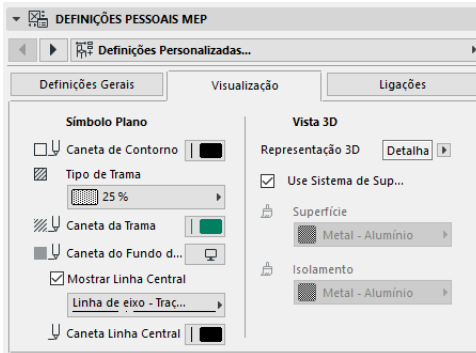 DEFINIÇÕES PESSOAIS MEP
Definições Personalizadas...
Definições Gerais
Visualização
Ligações
Símbolo Plano
Caneta de Contorno
Tipo de Trama
25 %
Caneta da Trama
Caneta do Fundo d...
Mostrar Linha Central
Linha de eixo - Traç...
Caneta Linha Central
Vista 3D
Representação 3D
Detalha
Use Sistema de Sup...
Superfície
Metal - Alumínio
Isolamento
Metal - Alumínio